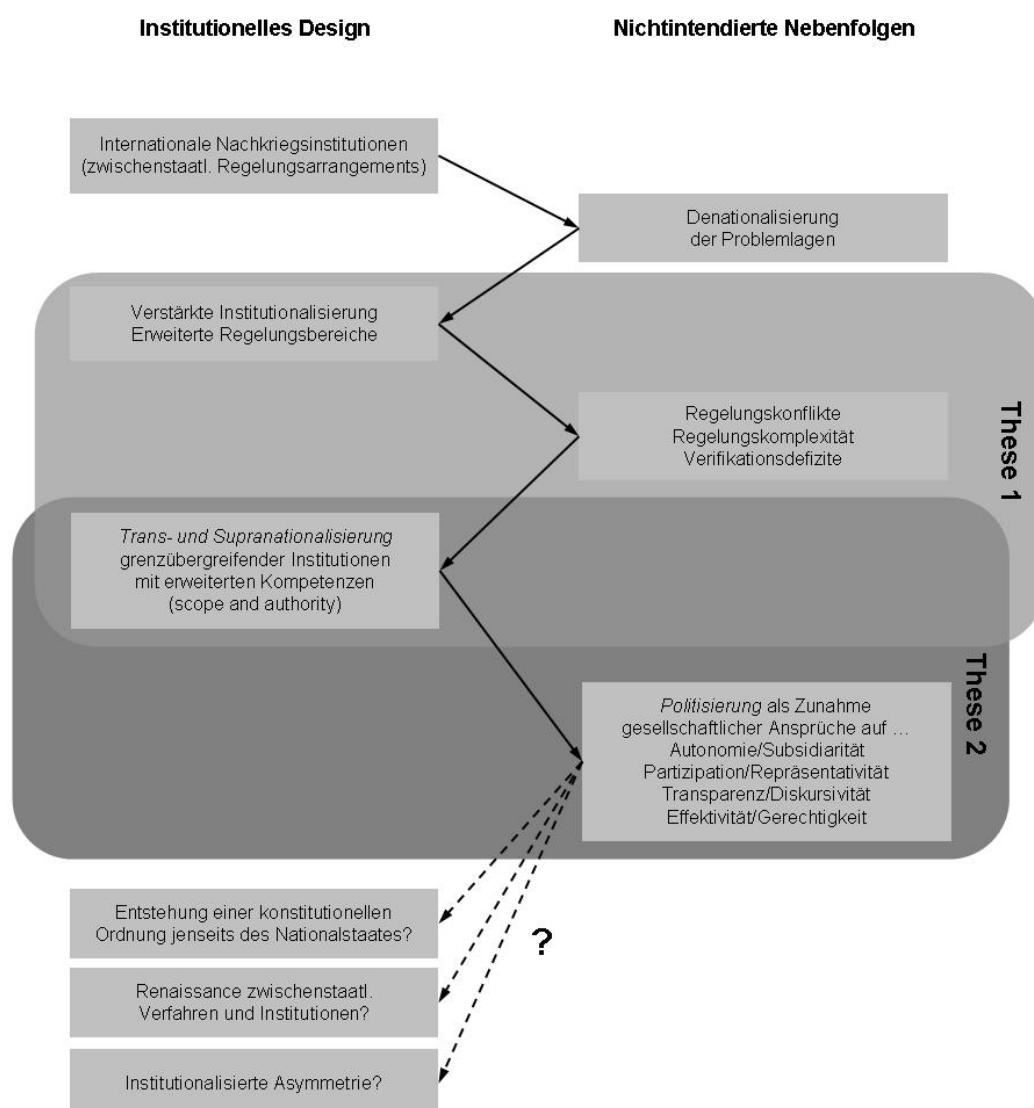 Institutionelles Design
Nichtintendierte Nebenfolgen
Internationale Nachkriegsinstitutionen
(zwischenstaatl. Regelungsarrangements)
Denationalisierung
der Problemlagen
Verstärkte Institutionalisierung
Erweiterte Regelungsbereiche
Regelungskonflikte
Regelungskomplexität
Verifikationsdefizite
These 1
Trans- und Supranationalisierung
grenzübergreifender Institutionen
mit erweiterten Kompetenzen
(scope and authority)
These 2
Politisierung als Zunahme
gesellschaftlicher Ansprüche auf ...
Autonomie/Subsidiarität
Partizipation/Repräsentativität
Transparenz/Diskursivität
Effektivität/Gerechtigkeit
Entstehung einer konstitutionellen
Ordnung jenseits des Nationalstaates?
?
Renaissance zwischenstaatl.
Verfahren und Institutionen?
Institutionalisierte Asymmetrie?